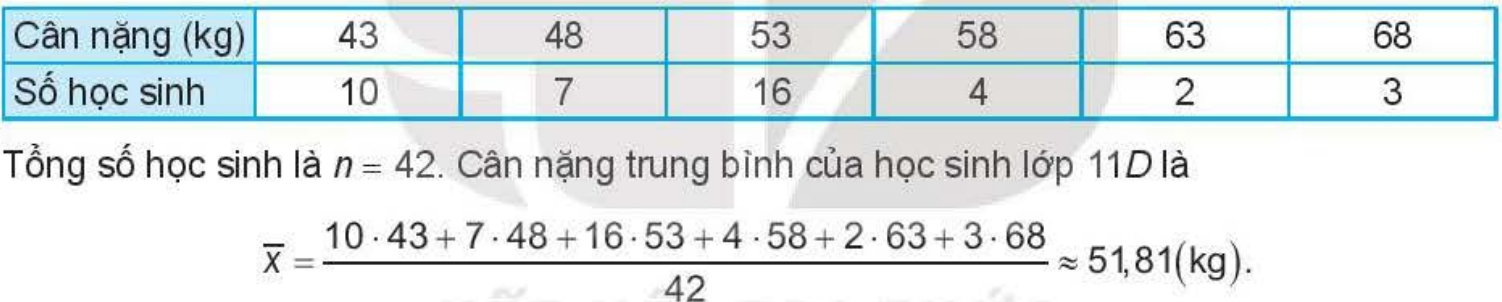 Cân nặng (kg) 43 48 53 58 63 68
Số học sinh 10 7 16 4 2 3
Tổng số học sinh là n = 42. Cân nặng trung bình của học sinh lớp 11D là
x̅ = (10 · 43 + 7 · 48 + 16 · 53 + 4 · 58 + 2 · 63 + 3 · 68) / 42 ≈ 51,81(kg).